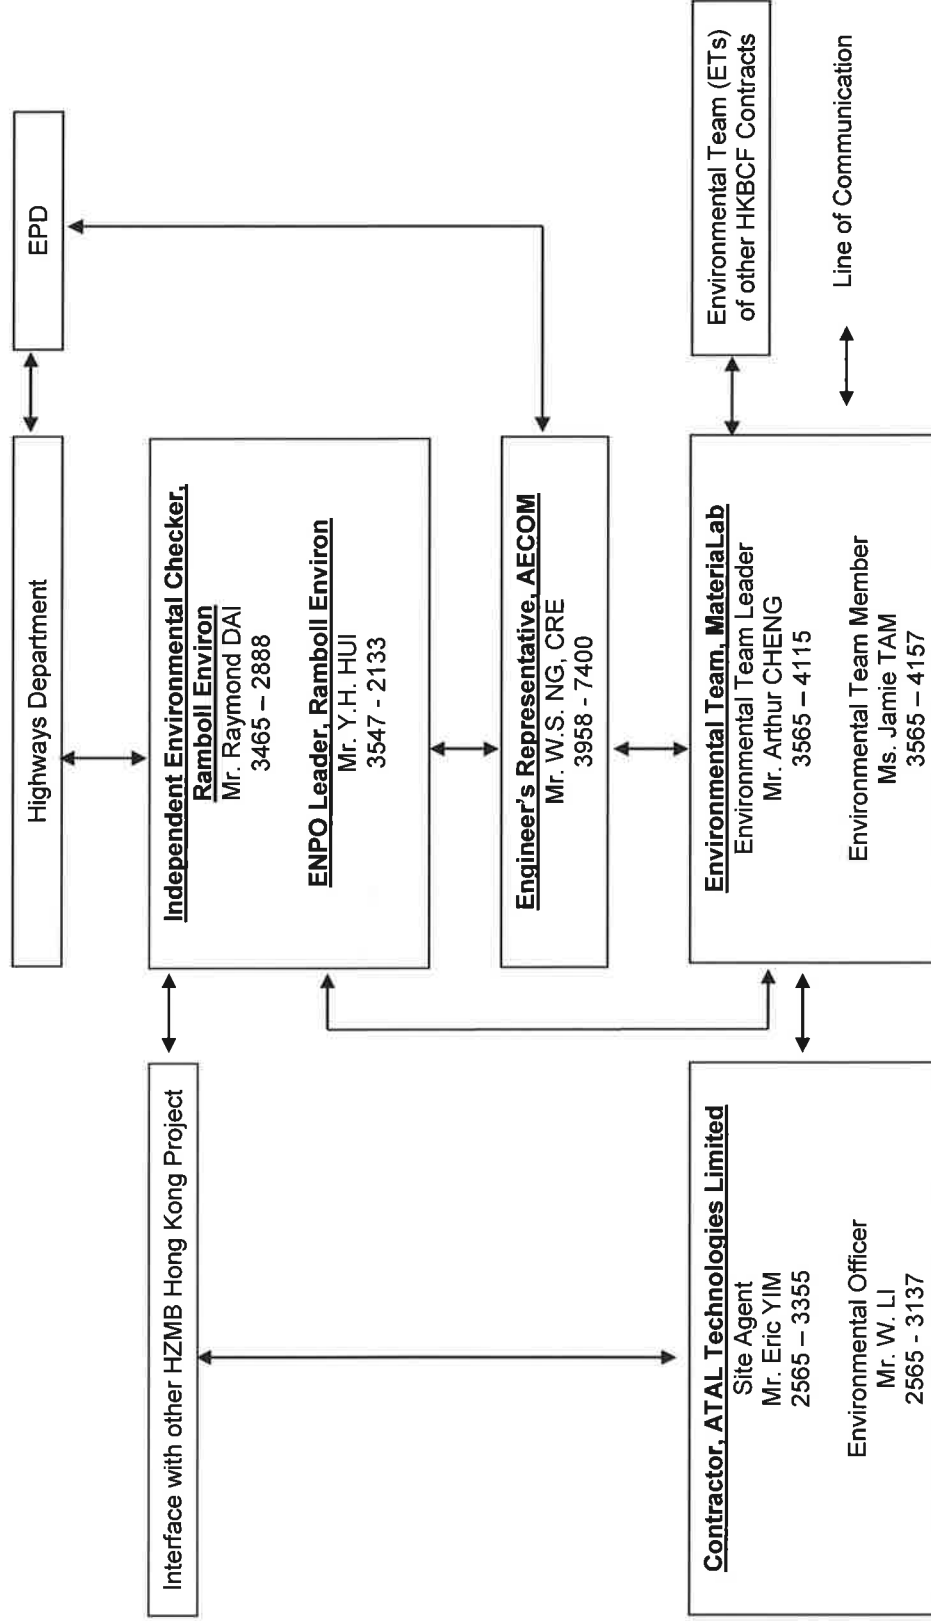 Highways Department
EPD
Interface with other HZMB Hong Kong Project
Independent Environmental Checker,
Ramboll Environ
Mr. Raymond DAI
3465 – 2888
ENPO Leader, Ramboll Environ
Mr. Y.H. HUI
3547 - 2133
Engineer's Representative, AECOM
Mr. W.S. NG, CRE
3958 - 7400
Contractor, ATAL Technologies Limited
Site Agent
Mr. Eric YIM
2565 – 3355
Environmental Officer
Mr. W. LI
2565 - 3137
Environmental Team, MateriaLab
Environmental Team Leader
Mr. Arthur CHENG
3565 – 4115
Environmental Team Member
Ms. Jamie TAM
3565 – 4157
Environmental Team (ETs)
of other HKBCF Contracts
Line of Communication